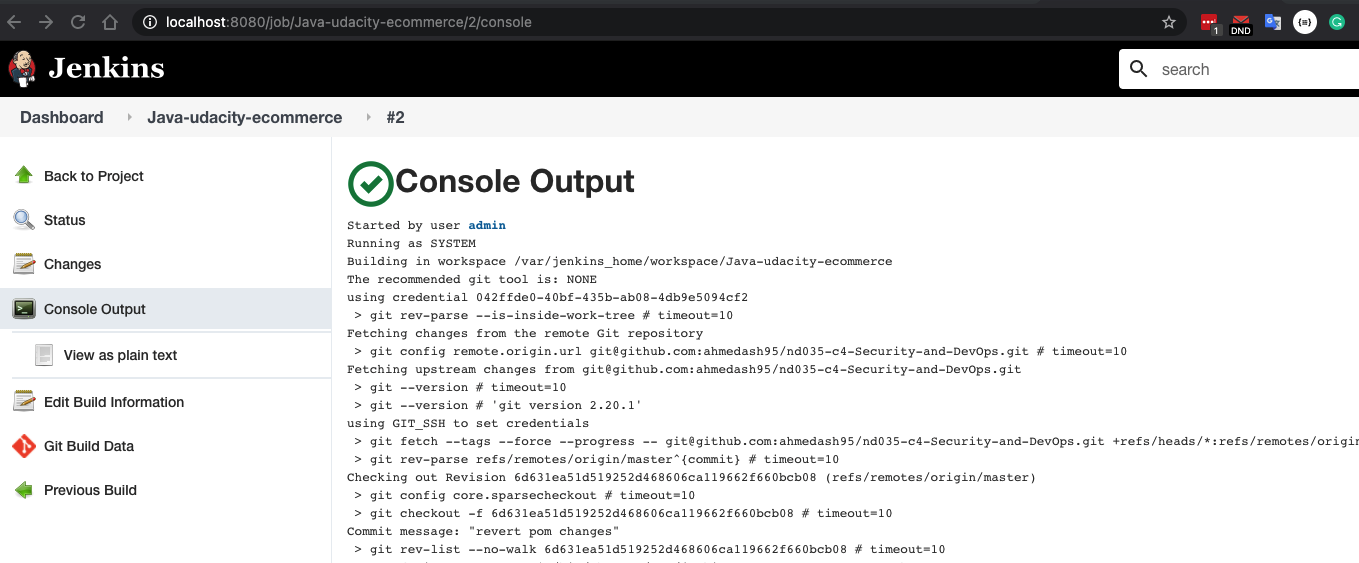 localhost:8080/job/Java-udacity-ecommerce/2/console
1
DND
Jenkins
search
Dashboard
Java-udacity-ecommerce
#2
Back to Project
Status
Changes
Console Output
View as plain text
Edit Build Information
Git Build Data
Previous Build
Console Output
Started by user admin
Running as SYSTEM
Building in workspace /var/jenkins_home/workspace/Java-udacity-ecommerce
The recommended git tool is: NONE
using credential 042ffde0-40bf-435b-ab08-4db9e5094cf2
> git rev-parse --is-inside-work-tree # timeout=10
Fetching changes from the remote Git repository
> git config remote.origin.url git@github.com:ahmedash95/nd035-c4-Security-and-DevOps.git # timeout=10
Fetching upstream changes from git@github.com:ahmedash95/nd035-c4-Security-and-DevOps.git
> git --version # timeout=10
> git --version # 'git version 2.20.1'
using GIT_SSH to set credentials
> git fetch --tags --force --progress -- git@github.com:ahmedash95/nd035-c4-Security-and-DevOps.git +refs/heads/*:refs/remotes/origin
> git rev-parse refs/remotes/origin/master^{commit} # timeout=10
Checking out Revision 6d631ea51d519252d468606ca119662f660bcb08 (refs/remotes/origin/master)
> git config core.sparsecheckout # timeout=10
> git checkout -f 6d631ea51d519252d468606ca119662f660bcb08 # timeout=10
Commit message: "revert pom changes"
> git rev-list --no-walk 6d631ea51d519252d468606ca119662f660bcb08 # timeout=10